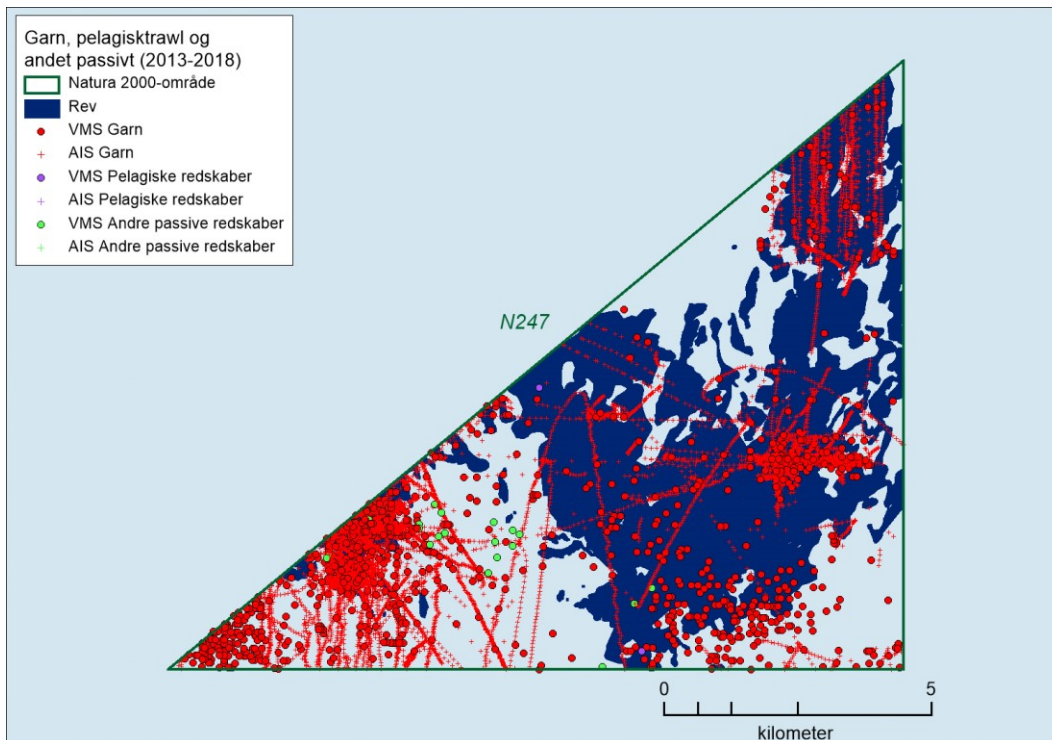 Garn, pelagisktrawl og
andet passivt (2013-2018)
Natura 2000-område
Rev
VMS Garn
AIS Garn
VMS Pelagiske redskaber
AIS Pelagiske redskaber
VMS Andre passive redskaber
AIS Andre passive redskaber
N247
0 5
kilometer